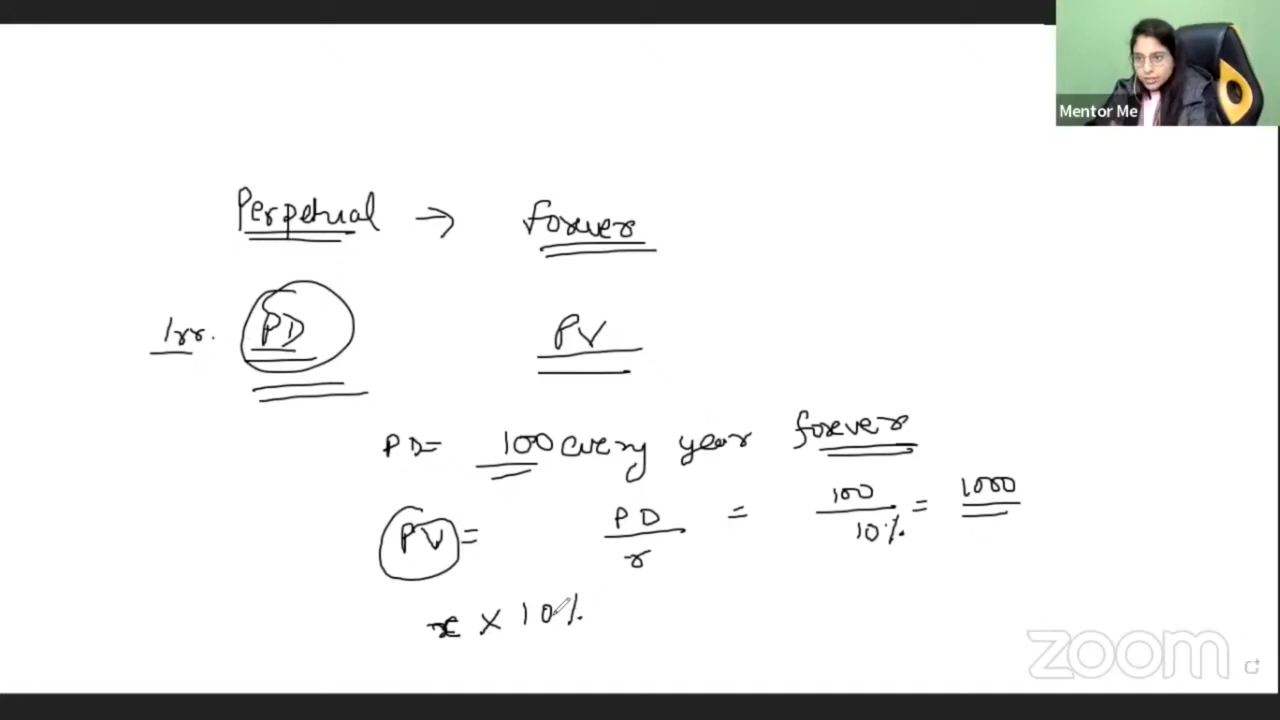 Mentor Me
Perpetual → forever
Irr. PD PV
PD= 100 every year forever
PV = PD/r = 100/10% = 1000
x × 10%
zoom